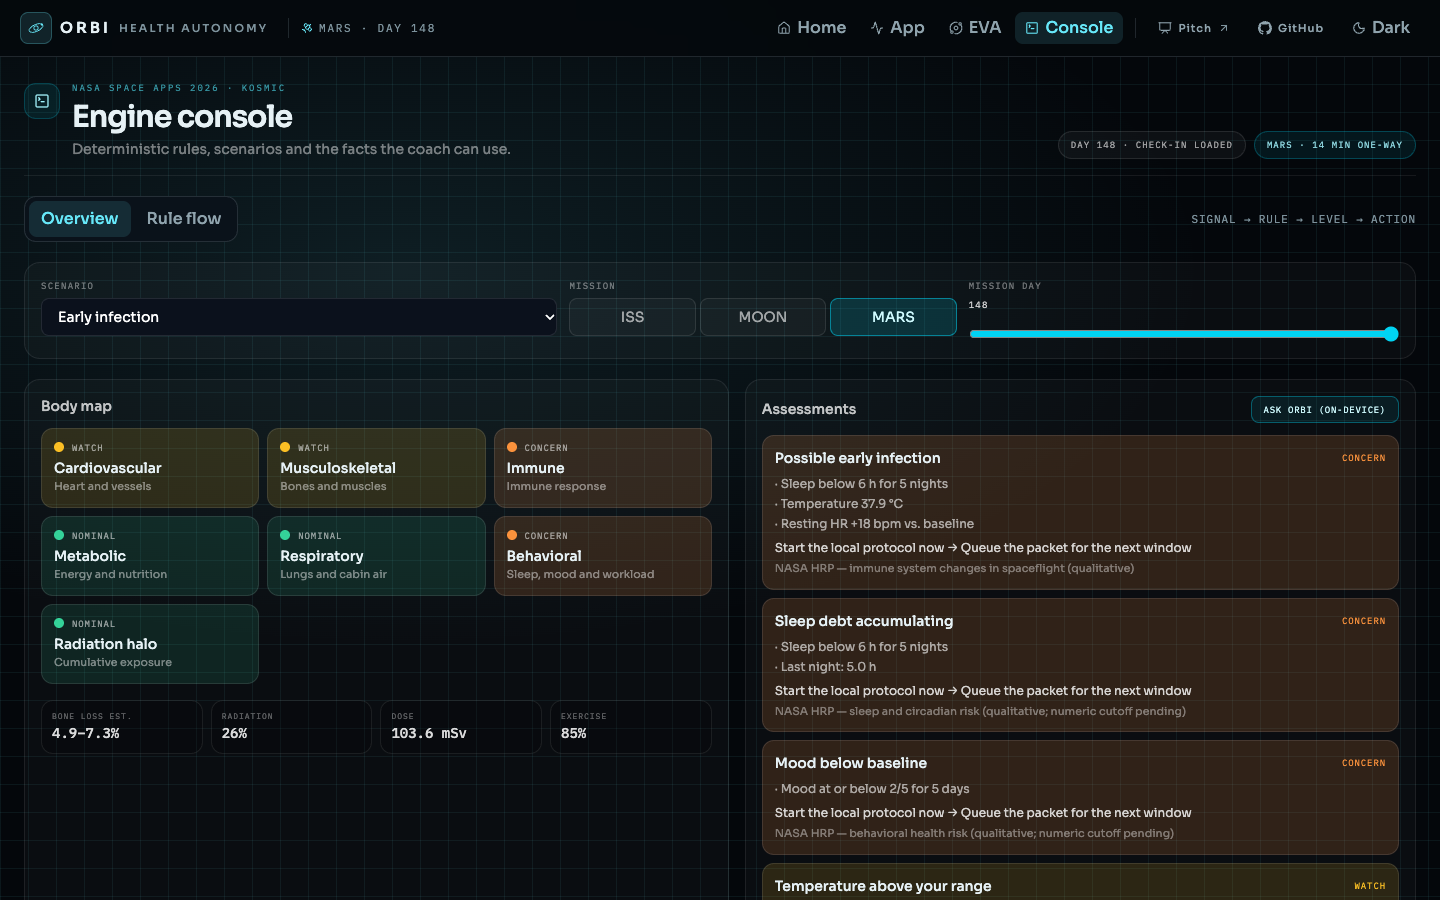 ORBI HEALTH AUTONOMY
MARS · DAY 148
Home
App
EVA
Console
Pitch ↗
GitHub
Dark
NASA SPACE APPS 2026 · KOSMIC
Engine console
Deterministic rules, scenarios and the facts the coach can use.
DAY 148 · CHECK-IN LOADED
MARS · 14 MIN ONE-WAY
Overview
Rule flow
SIGNAL → RULE → LEVEL → ACTION
SCENARIO
Early infection
MISSION
ISS
MOON
MARS
MISSION DAY
148
Body map
WATCH
Cardiovascular
Heart and vessels
WATCH
Musculoskeletal
Bones and muscles
CONCERN
Immune
Immune response
NOMINAL
Metabolic
Energy and nutrition
NOMINAL
Respiratory
Lungs and cabin air
CONCERN
Behavioral
Sleep, mood and workload
NOMINAL
Radiation halo
Cumulative exposure
BONE LOSS EST.
4.9–7.3%
RADIATION
26%
DOSE
103.6 mSv
EXERCISE
85%
Assessments
ASK ORBI (ON-DEVICE)
Possible early infection
CONCERN
· Sleep below 6 h for 5 nights
· Temperature 37.9 °C
· Resting HR +18 bpm vs. baseline
Start the local protocol now → Queue the packet for the next window
NASA HRP — immune system changes in spaceflight (qualitative)
Sleep debt accumulating
CONCERN
· Sleep below 6 h for 5 nights
· Last night: 5.0 h
Start the local protocol now → Queue the packet for the next window
NASA HRP — sleep and circadian risk (qualitative; numeric cutoff pending)
Mood below baseline
CONCERN
· Mood at or below 2/5 for 5 days
Start the local protocol now → Queue the packet for the next window
NASA HRP — behavioral health risk (qualitative; numeric cutoff pending)
Temperature above your range
WATCH